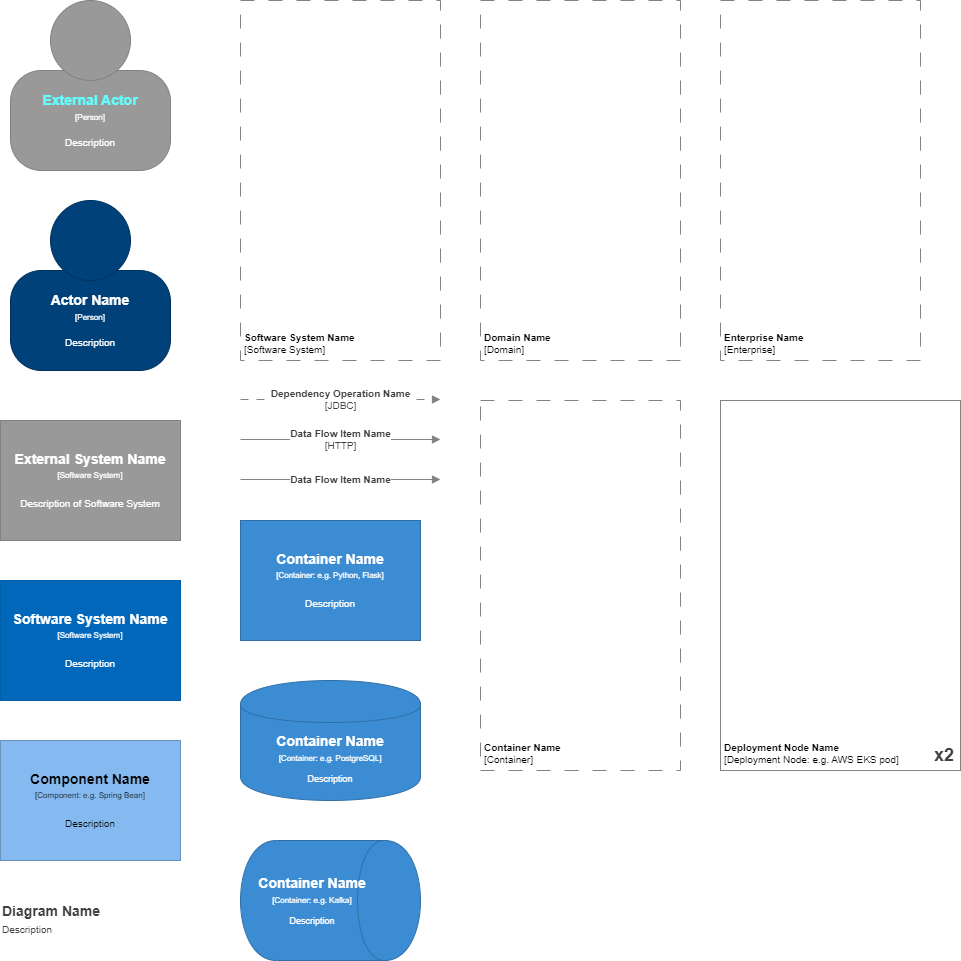 External Actor
[Person]
Description
Actor Name
[Person]
Description
External System Name
[Software System]
Description of Software System
Software System Name
[Software System]
Description
Component Name
[Component: e.g. Spring Bean]
Description
Diagram Name
Description
Software System Name
[Software System]
Dependency Operation Name
[JDBC]
Data Flow Item Name
[HTTP]
Data Flow Item Name
Container Name
[Container: e.g. Python, Flask]
Description
Container Name
[Container: e.g. PostgreSQL]
Description
Container Name
[Container: e.g. Kafka]
Description
Domain Name
[Domain]
Container Name
[Container]
Enterprise Name
[Enterprise]
Deployment Node Name
[Deployment Node: e.g. AWS EKS pod]
x2